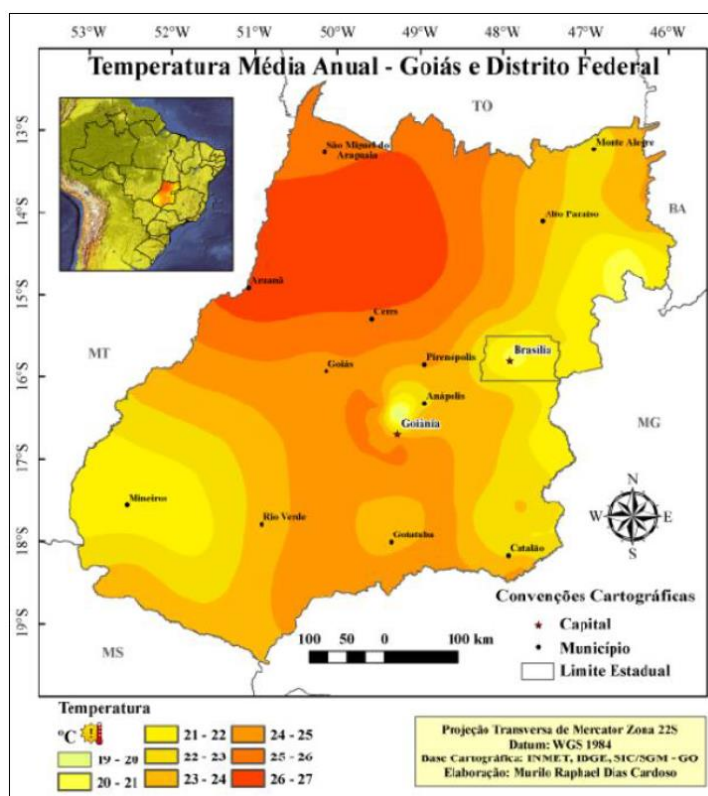 53°W 52°W 51°W 50°W 49°W 48°W 47°W 46°W
Temperatura Média Anual - Goiás e Distrito Federal
TO
13°S
São Miguel do
Araguaia
Monte Alegre
BA
14°S
Alto Paraíso
Aruanã
15°S
Ceres
MT
Brasília
Pirenópolis
Goiás
16°S
Anápolis
Goiânia
MG
17°S
N
Mineiros
W E
Rio Verde
Goiatuba
S
18°S
Catalão
Convenções Cartográficas
19°S
Capital
100 50 0 100 km
Município
MS
Limite Estadual
Temperatura
°C
21 - 22 24 - 25
22 - 23 25 - 26
19 - 20
23 - 24 26 - 27
20 - 21
Projeção Transversa de Mercator Zona 22S
Datum: WGS 1984
Base Cartográfica: INMET, IBGE, SIC/SGM - GO
Elaboração: Murilo Raphael Dias Cardoso